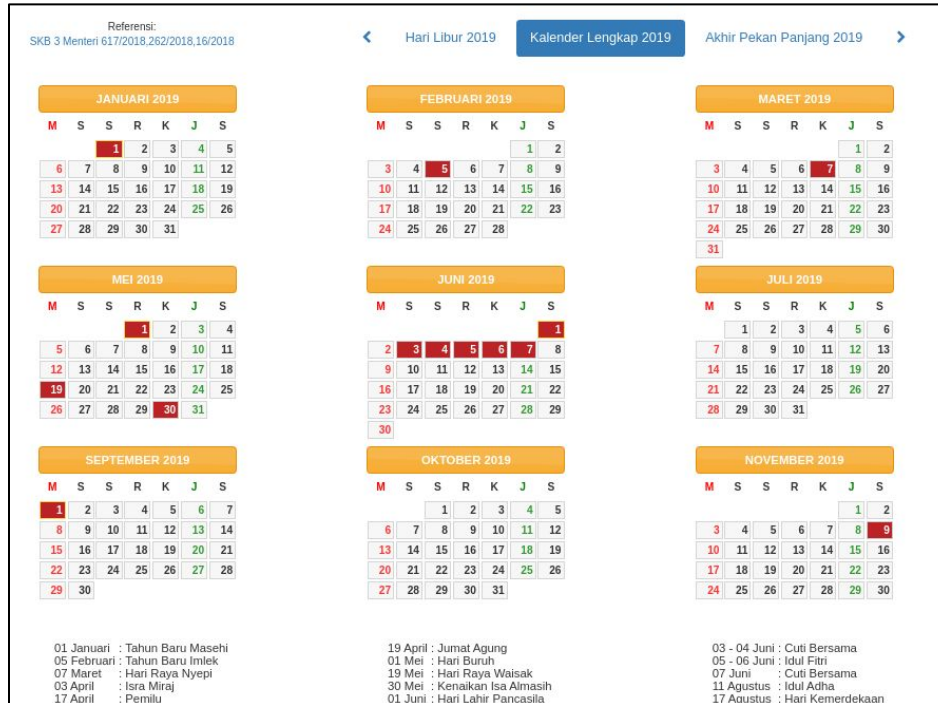 Referensi:
SKB 3 Menteri 617/2018,262/2018,16/2018
Hari Libur 2019 Kalender Lengkap 2019 Akhir Pekan Panjang 2019
JANUARI 2019
M S S R K J S
1 2 3 4 5
6 7 8 9 10 11 12
13 14 15 16 17 18 19
20 21 22 23 24 25 26
27 28 29 30 31
FEBRUARI 2019
M S S R K J S
1 2
3 4 5 6 7 8 9
10 11 12 13 14 15 16
17 18 19 20 21 22 23
24 25 26 27 28
MARET 2019
M S S R K J S
1 2
3 4 5 6 7 8 9
10 11 12 13 14 15 16
17 18 19 20 21 22 23
24 25 26 27 28 29 30
31
MEI 2019
M S S R K J S
1 2 3 4
5 6 7 8 9 10 11
12 13 14 15 16 17 18
19 20 21 22 23 24 25
26 27 28 29 30 31
JUNI 2019
M S S R K J S
1
2 3 4 5 6 7 8
9 10 11 12 13 14 15
16 17 18 19 20 21 22
23 24 25 26 27 28 29
30
JULI 2019
M S S R K J S
1 2 3 4 5 6
7 8 9 10 11 12 13
14 15 16 17 18 19 20
21 22 23 24 25 26 27
28 29 30 31
SEPTEMBER 2019
M S S R K J S
1 2 3 4 5 6 7
8 9 10 11 12 13 14
15 16 17 18 19 20 21
22 23 24 25 26 27 28
29 30
OKTOBER 2019
M S S R K J S
1 2 3 4 5
6 7 8 9 10 11 12
13 14 15 16 17 18 19
20 21 22 23 24 25 26
27 28 29 30 31
NOVEMBER 2019
M S S R K J S
1 2
3 4 5 6 7 8 9
10 11 12 13 14 15 16
17 18 19 20 21 22 23
24 25 26 27 28 29 30
01 Januari : Tahun Baru Masehi
05 Februari : Tahun Baru Imlek
07 Maret : Hari Raya Nyepi
03 April : Isra Miraj
17 April : Pemilu
19 April : Jumat Agung
01 Mei : Hari Buruh
19 Mei : Hari Raya Waisak
30 Mei : Kenaikan Isa Almasih
01 Juni : Hari Lahir Pancasila
03 - 04 Juni : Cuti Bersama
05 - 06 Juni : Idul Fitri
07 Juni : Cuti Bersama
11 Agustus : Idul Adha
17 Agustus : Hari Kemerdekaan